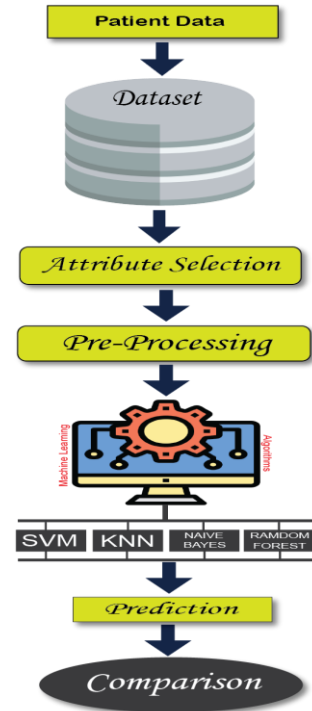 Patient Data
Dataset
Attribute Selection
Pre-Processing
Machine Learning
Algorithms
SVM
KNN
NAIVE
BAYES
RAMDOM
FOREST
Prediction
Comparison